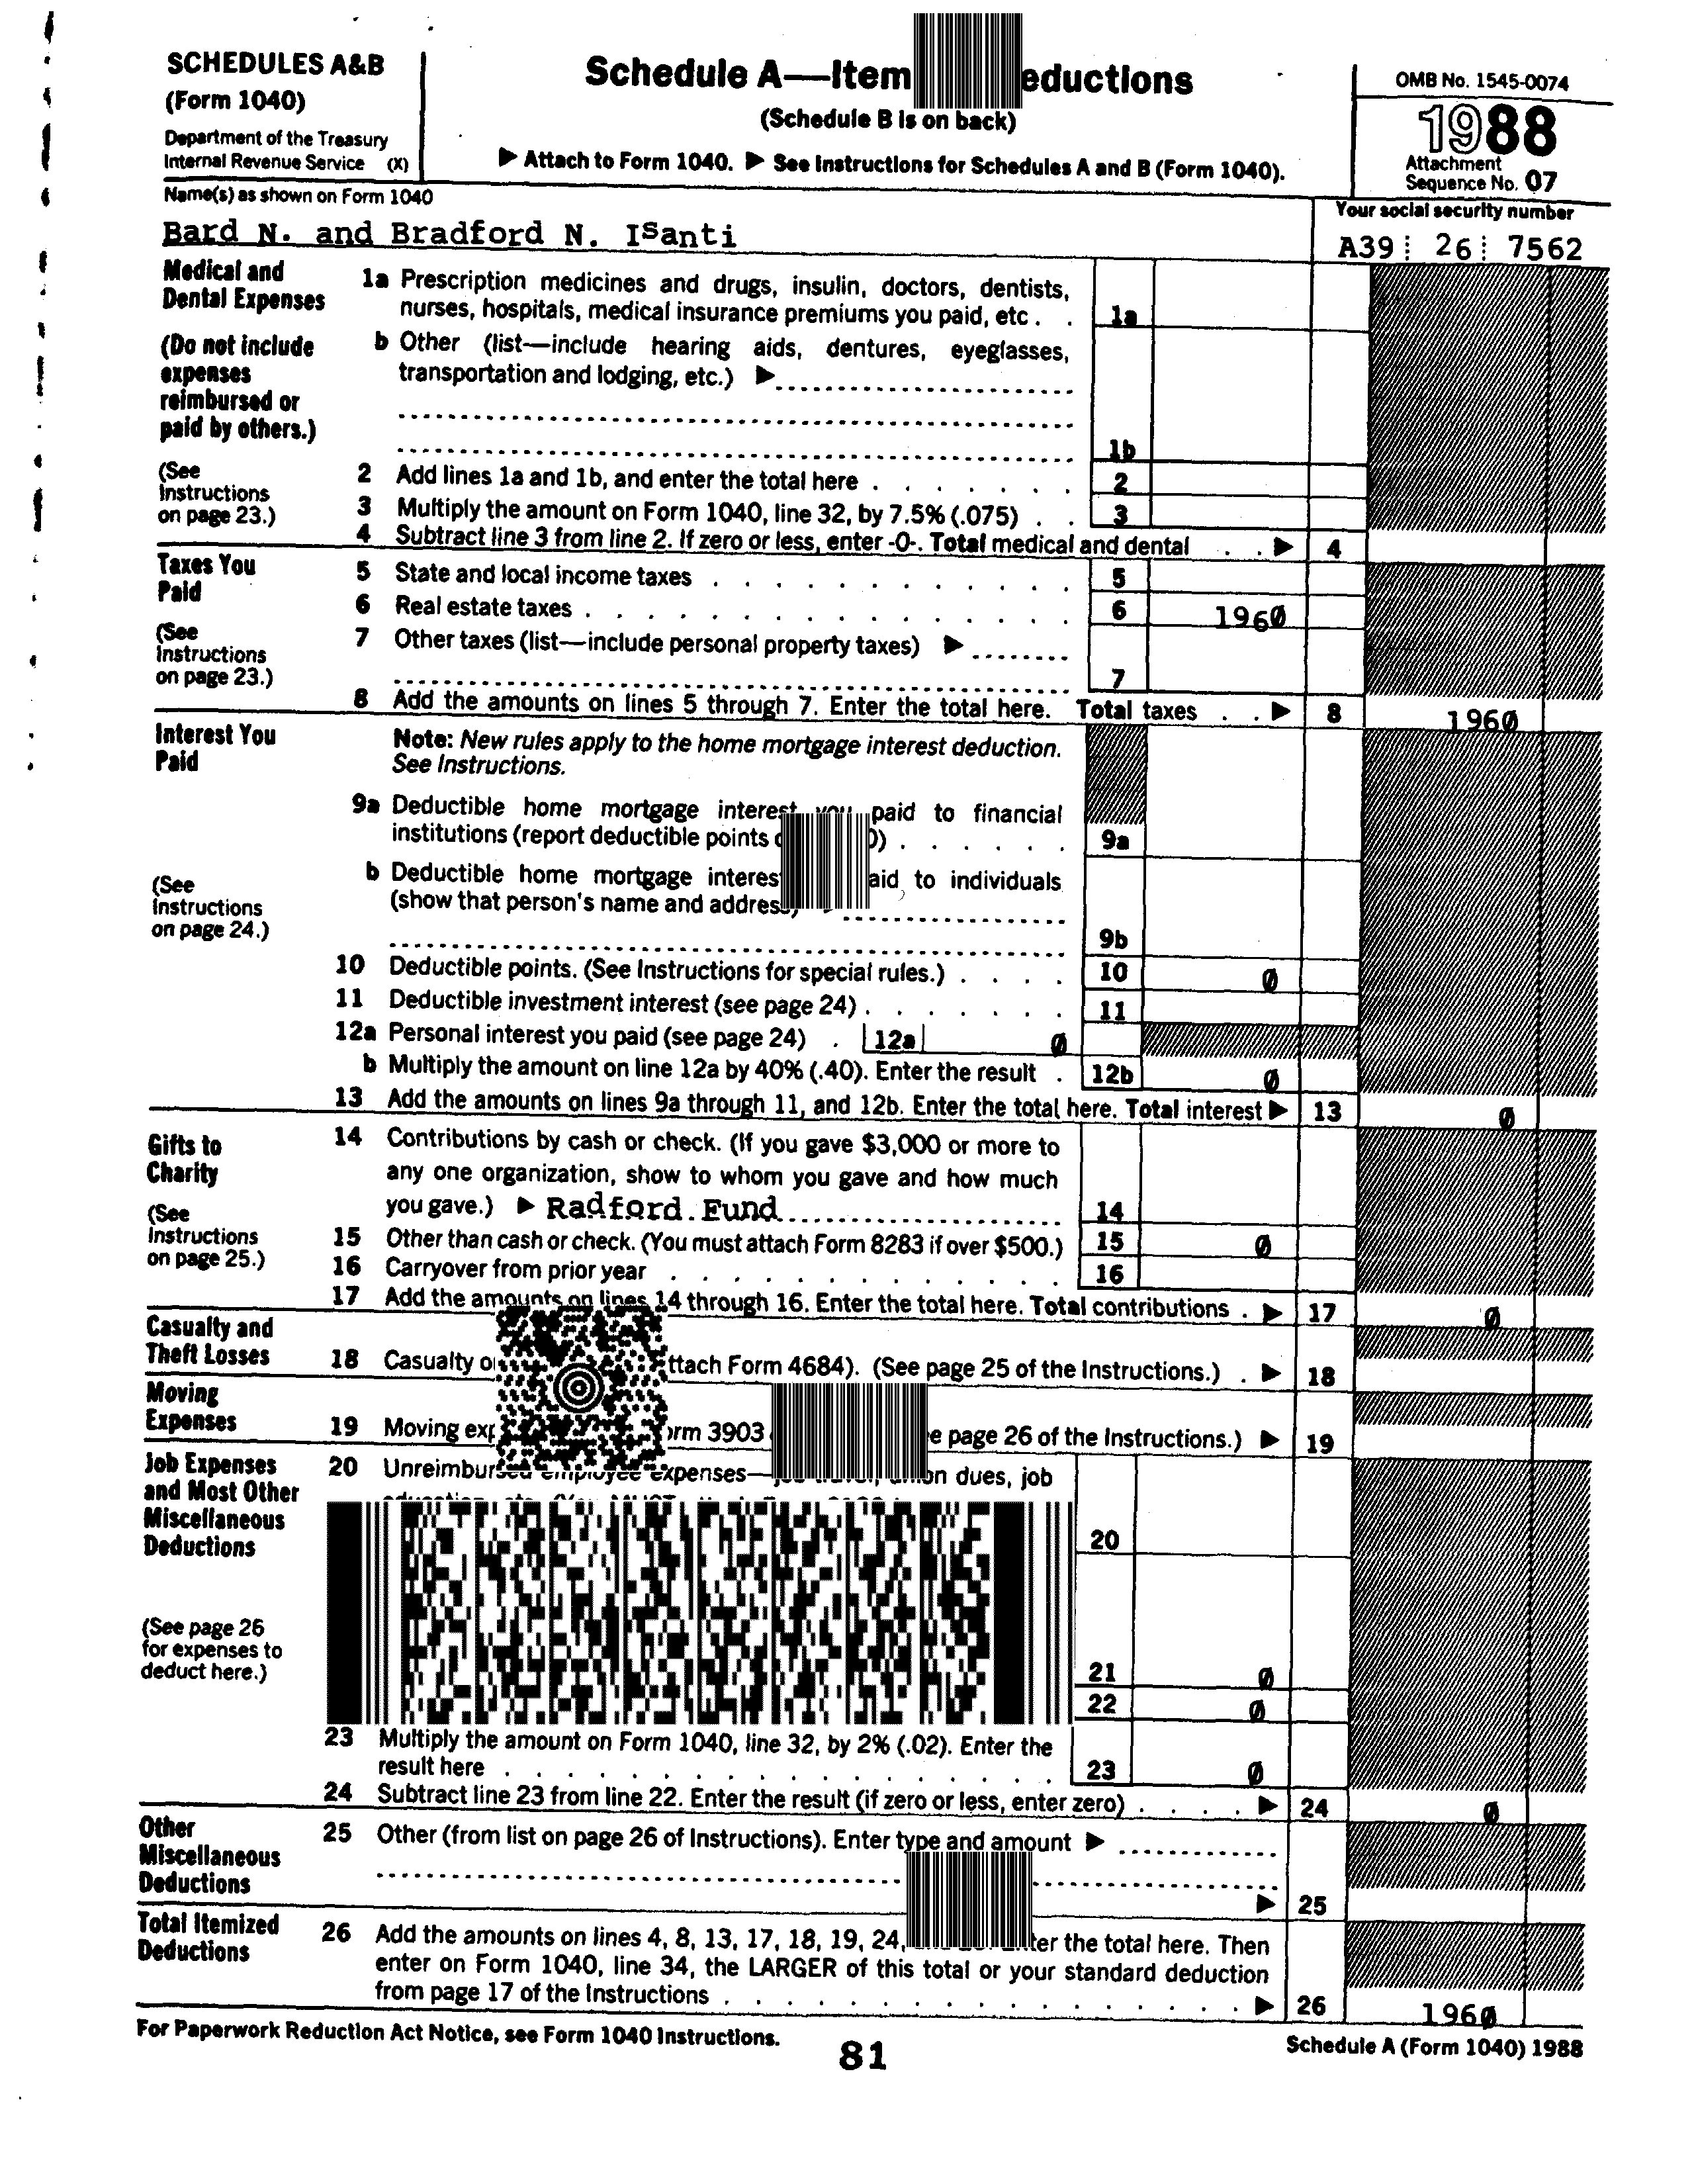 SCHEDULES A&B
(Form 1040)
Department of the Treasury
Internal Revenue Service (X)
Schedule A—Item eductions
(Schedule B is on back)
▶ Attach to Form 1040. ▶ See Instructions for Schedules A and B (Form 1040).
OMB No. 1545-0074
1988
Attachment
Sequence No. 07
Name(s) as shown on Form 1040
Your social security number
Bard N. and Bradford N. ISanti
A39 26 7562
Medical and
Dental Expenses
(Do not include
expenses
reimbursed or
paid by others.)
(See
Instructions
on page 23.)
1a Prescription medicines and drugs, insulin, doctors, dentists,
nurses, hospitals, medical insurance premiums you paid, etc . . 1a
b Other (list—include hearing aids, dentures, eyeglasses,
transportation and lodging, etc.) ▶
1b
2 Add lines 1a and 1b, and enter the total here . . . . . . . 2
3 Multiply the amount on Form 1040, line 32, by 7.5% (.075) . . 3
4 Subtract line 3 from line 2. If zero or less, enter -0-. Total medical and dental . . ▶ 4
Taxes You
Paid
(See
Instructions
on page 23.)
5 State and local income taxes . . . . . . . . . . . . 5
6 Real estate taxes . . . . . . . . . . . . . . . . 6 1960
7 Other taxes (list—include personal property taxes) ▶
7
8 Add the amounts on lines 5 through 7. Enter the total here. Total taxes . . ▶ 8 1960
Interest You
Paid
(See
Instructions
on page 24.)
Note: New rules apply to the home mortgage interest deduction.
See Instructions.
9a Deductible home mortgage interest you paid to financial
institutions (report deductible points 0) . . . . . . 9a
b Deductible home mortgage interest aid to individuals
(show that person's name and address)
9b
10 Deductible points. (See Instructions for special rules.) . . . . 10 0
11 Deductible investment interest (see page 24) . . . . . . . 11
12a Personal interest you paid (see page 24) . 12a 0
b Multiply the amount on line 12a by 40% (.40). Enter the result . 12b 0
13 Add the amounts on lines 9a through 11, and 12b. Enter the total here. Total interest ▶ 13 0
Gifts to
Charity
(See
Instructions
on page 25.)
14 Contributions by cash or check. (If you gave $3,000 or more to
any one organization, show to whom you gave and how much
you gave.) ▶ Radford Fund 14
15 Other than cash or check. (You must attach Form 8283 if over $500.) 15 0
16 Carryover from prior year . . . . . . . . . . . . . 16
17 Add the amounts on lines 14 through 16. Enter the total here. Total contributions . ▶ 17 0
Casualty and
Theft Losses
18 Casualty o ttach Form 4684). (See page 25 of the Instructions.) . ▶ 18
Moving
Expenses
19 Moving exp orm 3903 e page 26 of the Instructions.) ▶ 19
Job Expenses
and Most Other
Miscellaneous
Deductions
(See page 26
for expenses to
deduct here.)
20 Unreimbursed employee expenses— union dues, job
20
21 0
22 0
23 Multiply the amount on Form 1040, line 32, by 2% (.02). Enter the
result here . . . . . . . . . . . . . . . . . . 23 0
24 Subtract line 23 from line 22. Enter the result (if zero or less, enter zero) . . . . ▶ 24 0
Other
Miscellaneous
Deductions
25 Other (from list on page 26 of Instructions). Enter type and amount ▶
▶ 25
Total Itemized
Deductions
26 Add the amounts on lines 4, 8, 13, 17, 18, 19, 24, ter the total here. Then
enter on Form 1040, line 34, the LARGER of this total or your standard deduction
from page 17 of the Instructions . . . . . . . . . . . . . . . . . ▶ 26 1960
For Paperwork Reduction Act Notice, see Form 1040 Instructions.
81
Schedule A (Form 1040) 1988